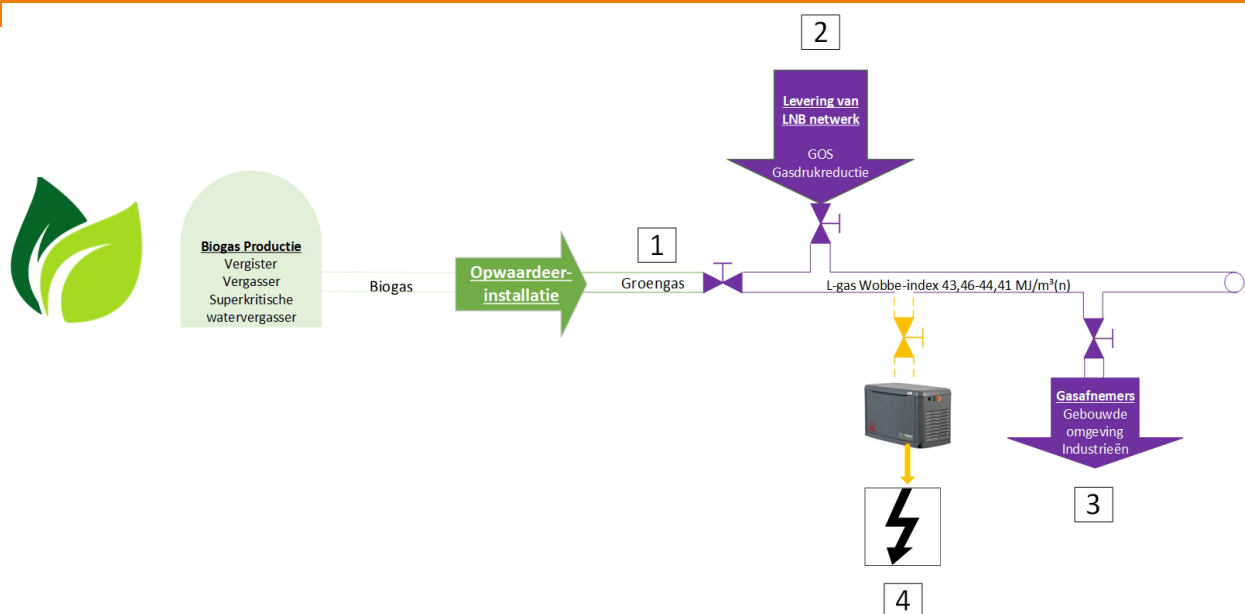 2
Levering van
LNB netwerk
GOS
Gasdrukreductie
Biogas Productie
Vergister
Vergasser
Superkritische
watervergasser
Biogas
Opwaardeer-
installatie
1
Groengas
L-gas Wobbe-index 43,46-44,41 MJ/m³(n)
Gasafnemers
Gebouwde
omgeving
Industrieën
3
4